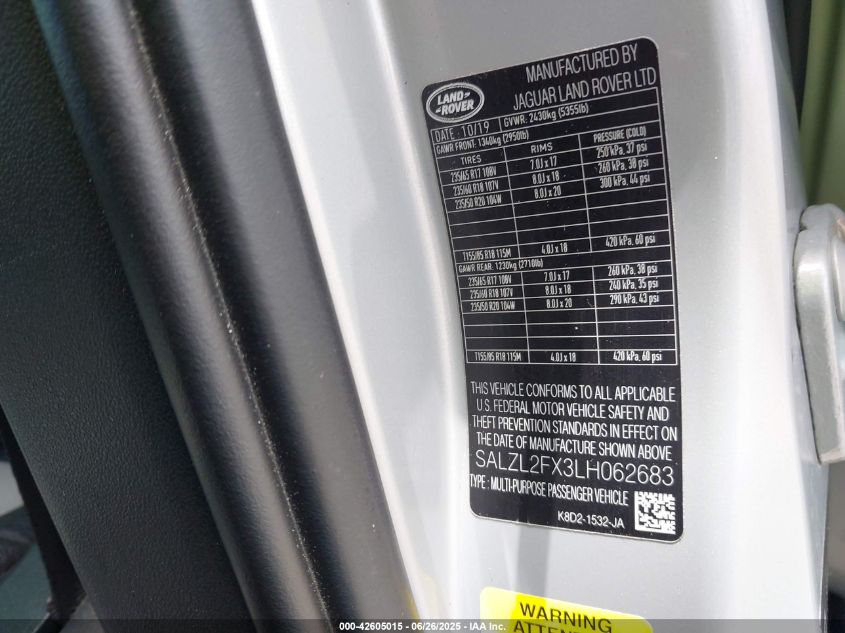 LAND ROVER
MANUFACTURED BY
JAGUAR LAND ROVER LTD
DATE : 10/19 GVWR: 2430kg (5355lb)
GAWR FRONT: 1340kg (2950lb)
TIRES RIMS PRESSURE (COLD)
235/65 R17 108V 7.0J x 17 250 kPa, 37 psi
235/60 R18 107V 8.0J x 18 260 kPa, 38 psi
235/50 R20 104W 8.0J x 20 300 kPa, 44 psi
T155/85 R18 115M 4.0J x 18 420 kPa, 60 psi
GAWR REAR: 1230kg (2710lb)
235/65 R17 108V 7.0J x 17 260 kPa, 38 psi
235/60 R18 107V 8.0J x 18 240 kPa, 35 psi
235/50 R20 104W 8.0J x 20 290 kPa, 43 psi
T155/85 R18 115M 4.0J x 18 420 kPa, 60 psi
THIS VEHICLE CONFORMS TO ALL APPLICABLE
U.S. FEDERAL MOTOR VEHICLE SAFETY AND
THEFT PREVENTION STANDARDS IN EFFECT ON
THE DATE OF MANUFACTURE SHOWN ABOVE
SALZL2FX3LH062683
TYPE : MULTI-PURPOSE PASSENGER VEHICLE
K8D2-1532-JA
WARNING
000-42605015 - 06/26/2025 - IAA Inc.